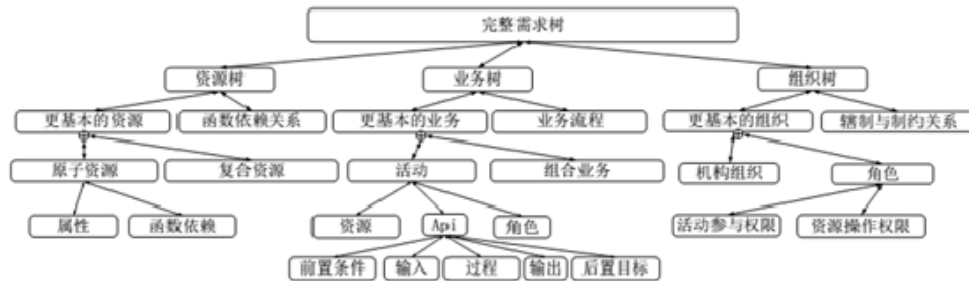 完整需求树
资源树 业务树 组织树
更基本的资源 函数依赖关系 更基本的业务 业务流程 更基本的组织 辖制与制约关系
原子资源 复合资源 活动 组合业务 机构组织 角色
属性 函数依赖 资源 Api 角色 活动参与权限 资源操作权限
前置条件 输入 过程 输出 后置目标